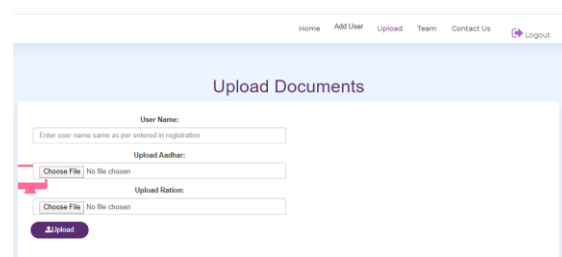 Home Add User Upload Team Contact Us Logout
Upload Documents
User Name:
Enter user name same as per entered in registration
Upload Aadhar:
Choose File No file chosen
Upload Ration:
Choose File No file chosen
Upload